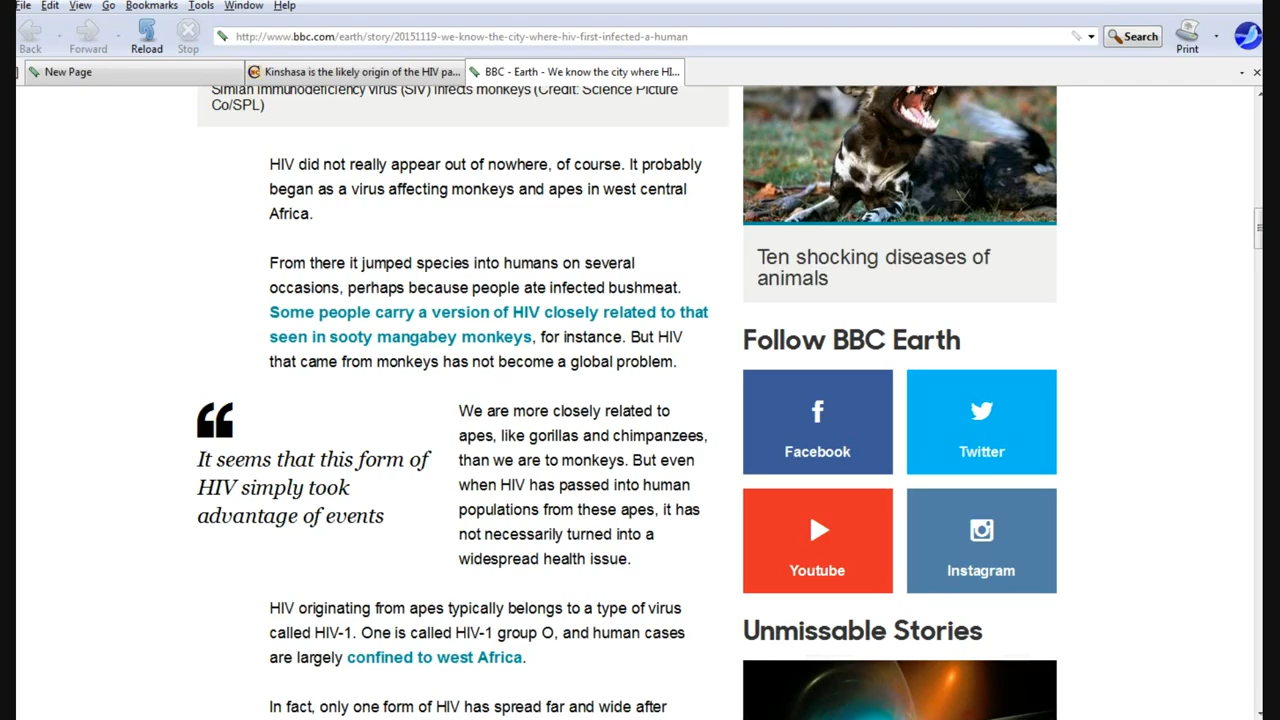 File Edit View Go Bookmarks Tools Window Help
Back Forward Reload Stop http://www.bbc.com/earth/story/20151119-we-know-the-city-where-hiv-first-infected-a-human Search Print
New Page Kinshasa is the likely origin of the HIV pa... BBC - Earth - We know the city where HI...
Simian Immunodeficiency virus (SIV) infects monkeys (Credit: Science Picture
Co/SPL)
HIV did not really appear out of nowhere, of course. It probably
began as a virus affecting monkeys and apes in west central
Africa.
From there it jumped species into humans on several
occasions, perhaps because people ate infected bushmeat.
Some people carry a version of HIV closely related to that
seen in sooty mangabey monkeys, for instance. But HIV
that came from monkeys has not become a global problem.
It seems that this form of
HIV simply took
advantage of events
We are more closely related to
apes, like gorillas and chimpanzees,
than we are to monkeys. But even
when HIV has passed into human
populations from these apes, it has
not necessarily turned into a
widespread health issue.
HIV originating from apes typically belongs to a type of virus
called HIV-1. One is called HIV-1 group O, and human cases
are largely confined to west Africa.
In fact, only one form of HIV has spread far and wide after
Ten shocking diseases of
animals
Follow BBC Earth
Facebook
Twitter
Youtube
Instagram
Unmissable Stories